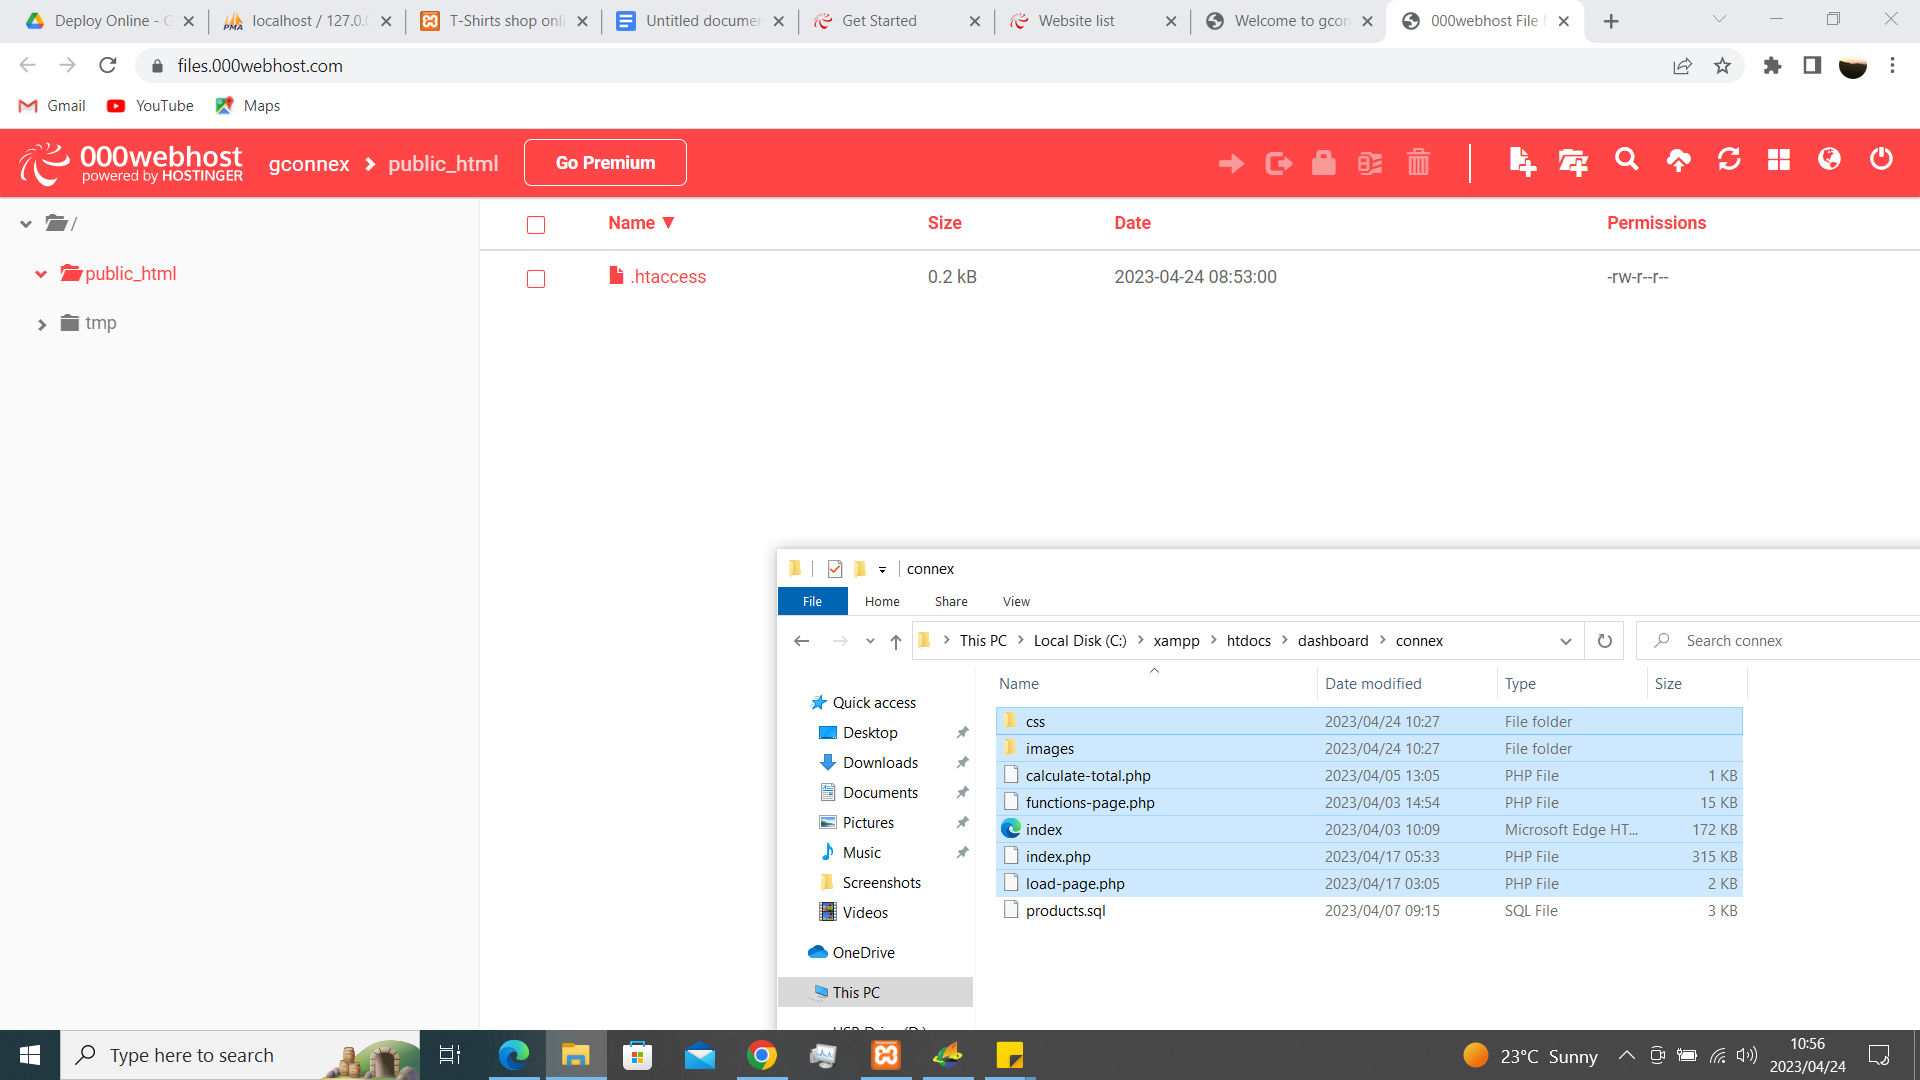 Deploy Online - G
localhost / 127.0.0
T-Shirts shop onli
Untitled documen
Get Started
Website list
Welcome to gcon
000webhost File M
files.000webhost.com
Gmail
YouTube
Maps
000webhost
powered by HOSTINGER
gconnex
public_html
Go Premium
/
Name ▼
Size
Date
Permissions
public_html
.htaccess
0.2 kB
2023-04-24 08:53:00
-rw-r--r--
tmp
connex
File
Home
Share
View
This PC > Local Disk (C:) > xampp > htdocs > dashboard > connex
Search connex
Name
Date modified
Type
Size
Quick access
Desktop
Downloads
Documents
Pictures
Music
Screenshots
Videos
OneDrive
This PC
css 2023/04/24 10:27 File folder
images 2023/04/24 10:27 File folder
calculate-total.php 2023/04/05 13:05 PHP File 1 KB
functions-page.php 2023/04/03 14:54 PHP File 15 KB
index 2023/04/03 10:09 Microsoft Edge HT... 172 KB
index.php 2023/04/17 05:33 PHP File 315 KB
load-page.php 2023/04/17 03:05 PHP File 2 KB
products.sql 2023/04/07 09:15 SQL File 3 KB
Type here to search
23°C Sunny
10:56
2023/04/24